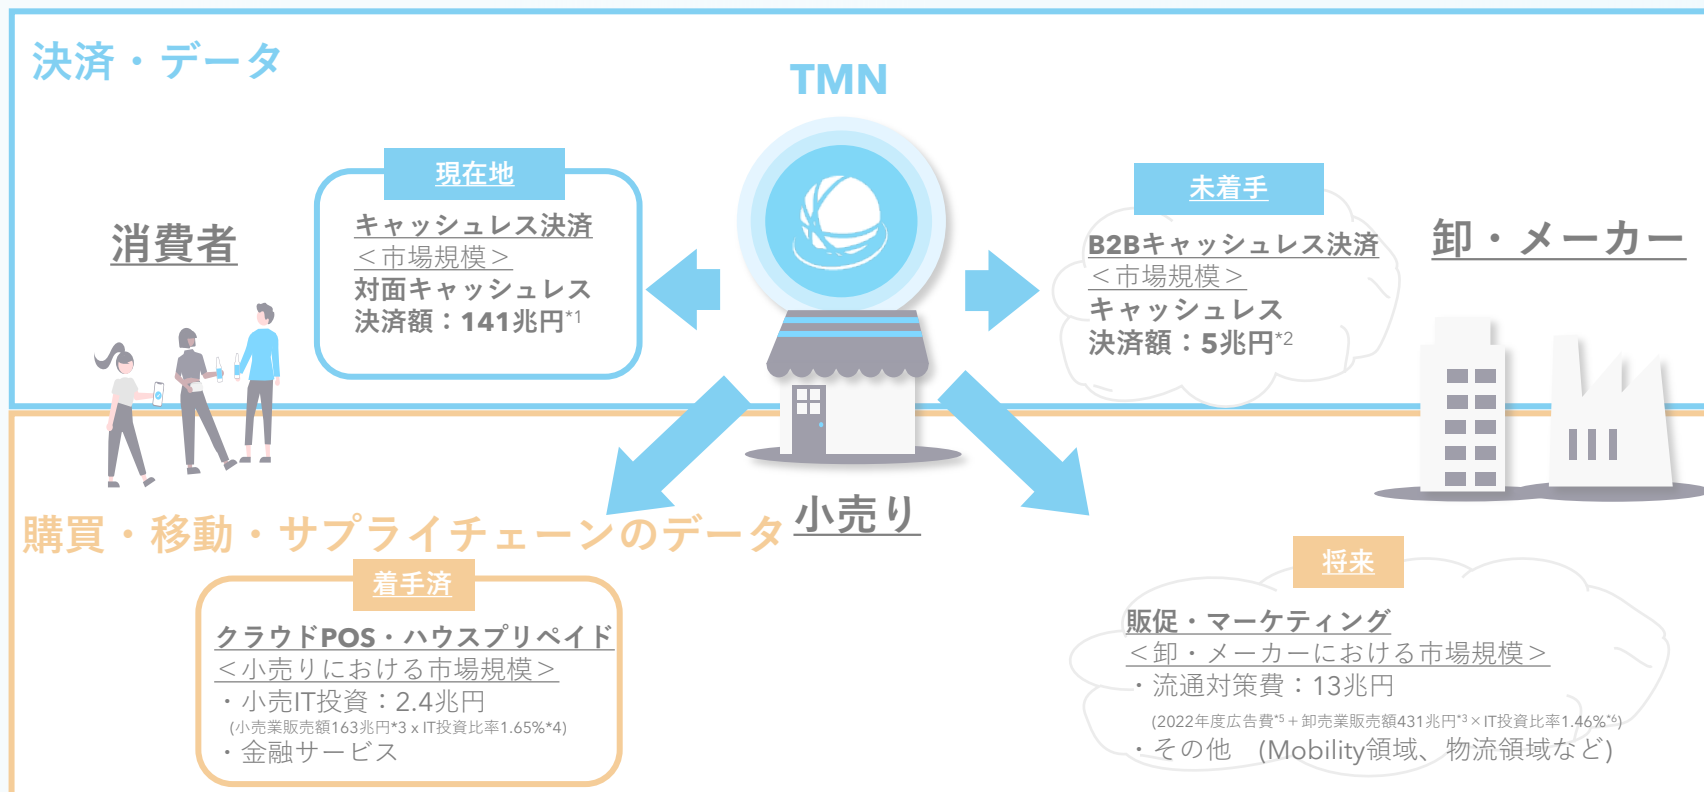 決済・データ
TMN
現在地
キャッシュレス決済
＜市場規模＞
対面キャッシュレス
決済額：141兆円*1
消費者
未着手
B2Bキャッシュレス決済
＜市場規模＞
キャッシュレス
決済額：5兆円*2
卸・メーカー
小売り
購買・移動・サプライチェーンのデータ
着手済
クラウドPOS・ハウスプリペイド
＜小売りにおける市場規模＞
・小売IT投資：2.4兆円
(小売業販売額163兆円*3 x IT投資比率1.65%*4)
・金融サービス
将来
販促・マーケティング
＜卸・メーカーにおける市場規模＞
・流通対策費：13兆円
(2022年度広告費*5＋卸売業販売額431兆円*3×IT投資比率1.46%*6)
・その他　(Mobility領域、物流領域など)